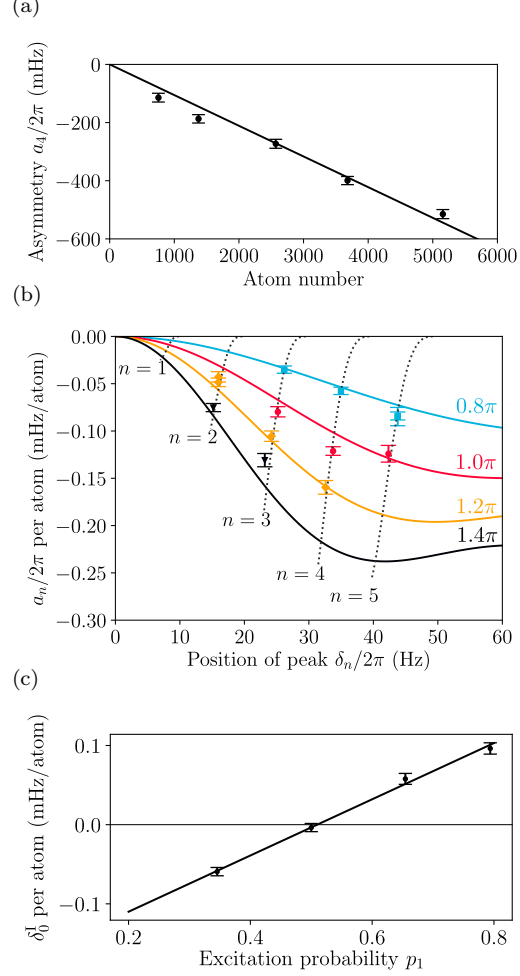 (a)
Asymmetry a₄/2π (mHz)
0
−200
−400
−600
0
1000
2000
3000
4000
5000
6000
Atom number
(b)
aₙ/2π per atom (mHz/atom)
0.00
−0.05
−0.10
−0.15
−0.20
−0.25
−0.30
n = 1
n = 2
n = 3
n = 4
n = 5
0.8π
1.0π
1.2π
1.4π
0
10
20
30
40
50
60
Position of peak δₙ/2π (Hz)
(c)
δ₀ᴵ per atom (mHz/atom)
0.1
0.0
−0.1
0.2
0.4
0.6
0.8
Excitation probability p₁